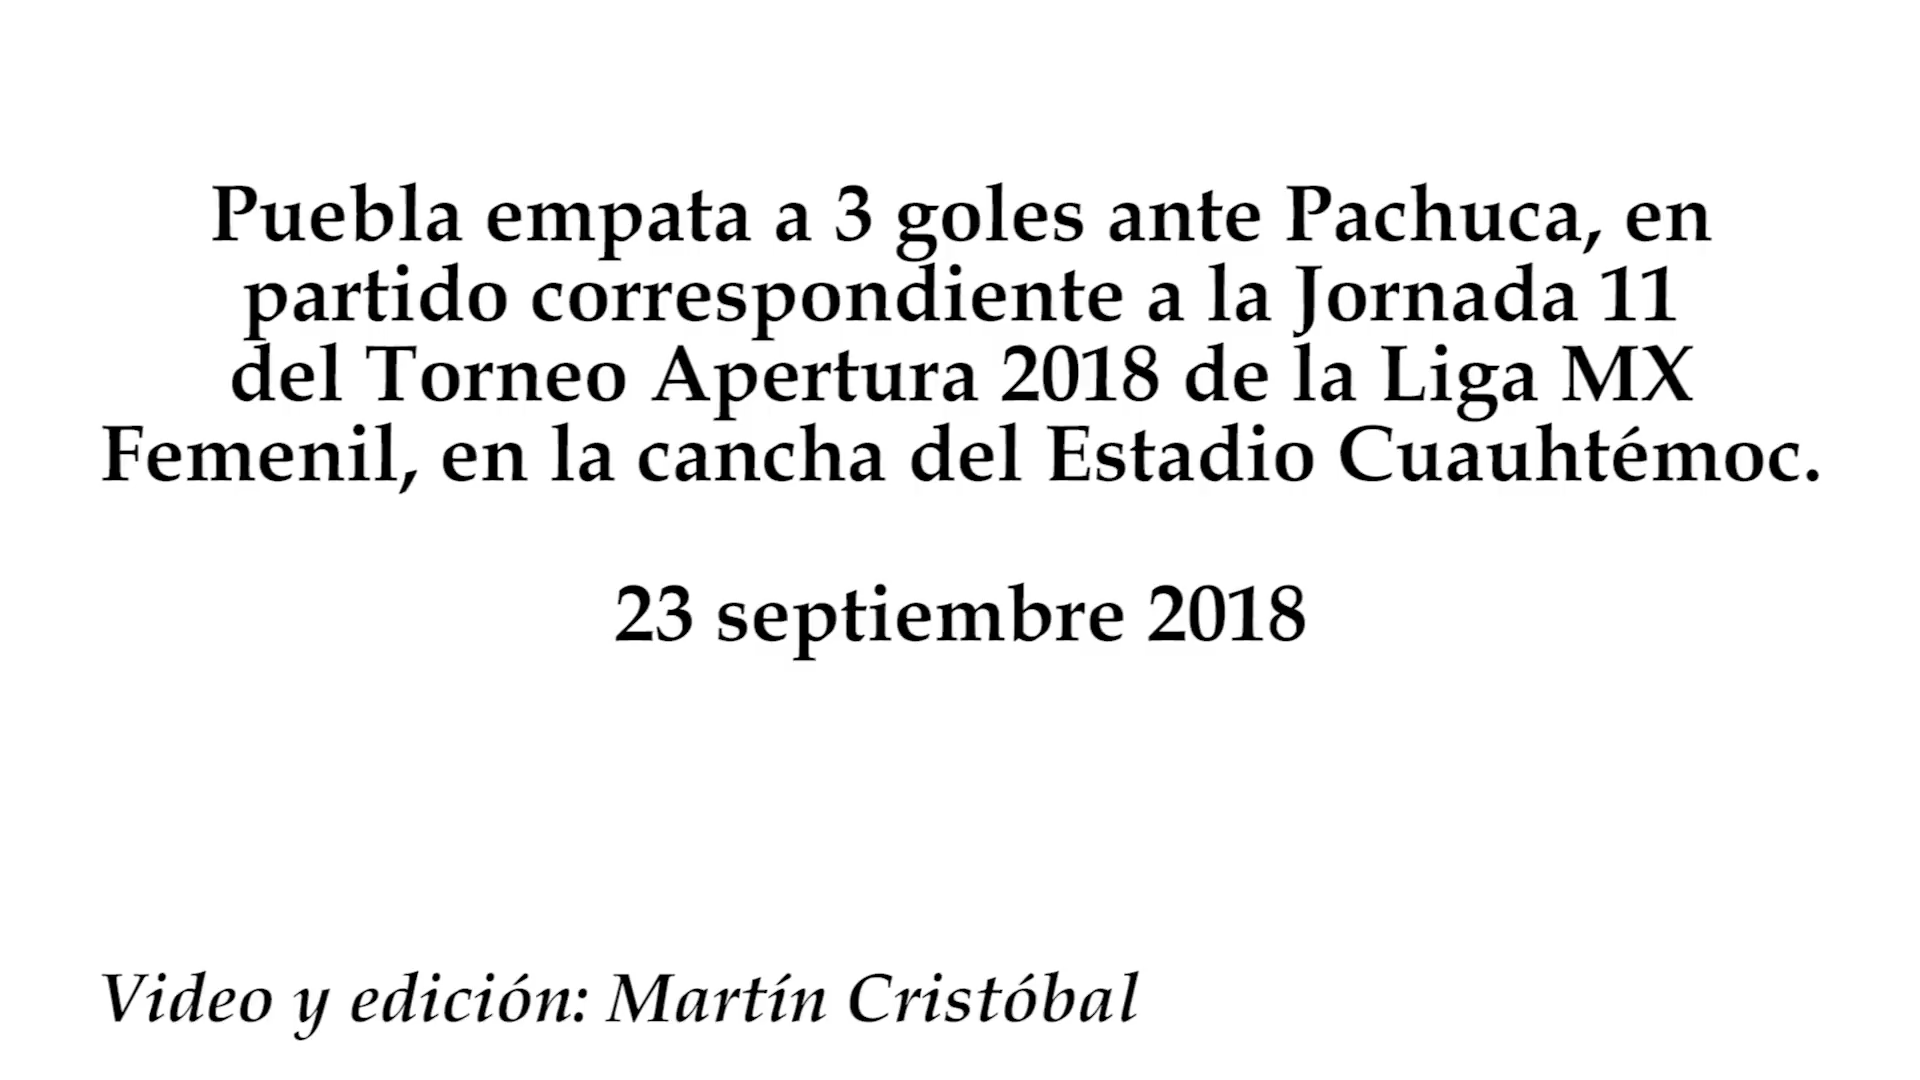 Puebla empata a 3 goles ante Pachuca, en
partido correspondiente a la Jornada 11
del Torneo Apertura 2018 de la Liga MX
Femenil, en la cancha del Estadio Cuauhtémoc.
23 septiembre 2018
Video y edición: Martín Cristóbal